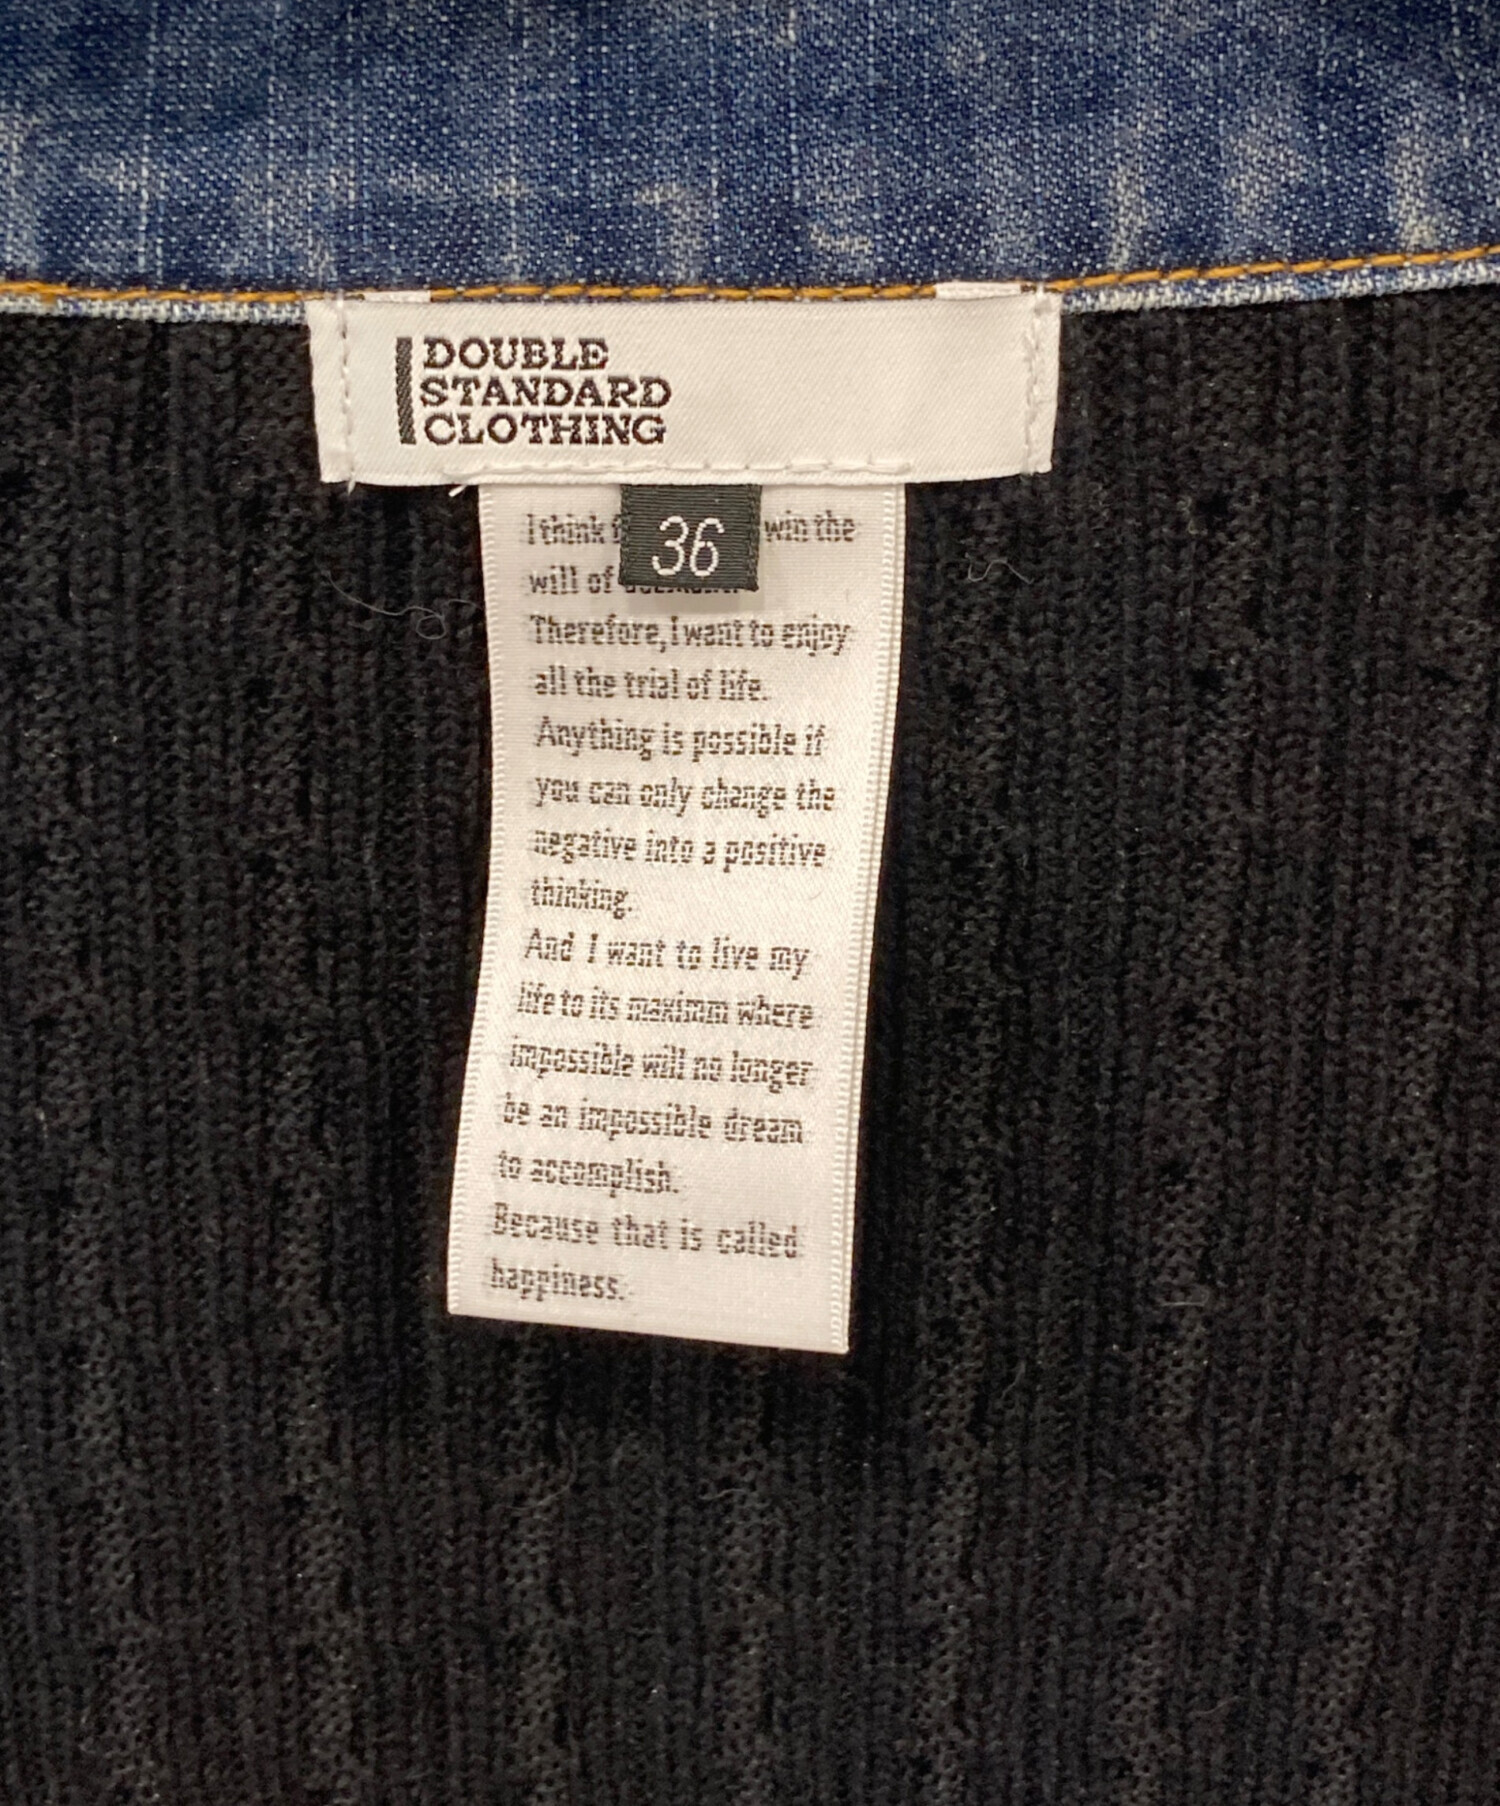 DOUBLE
STANDARD
CLOTHING
36
I think win the
will of
Therefore, I want to enjoy
all the trial of life.
Anything is possible if
you can only change the
negative into a positive
thinking.
And I want to live my
life to its maximm where
impossible will no longer
be an impossible dream
to accomplish.
Because that is called
happiness.